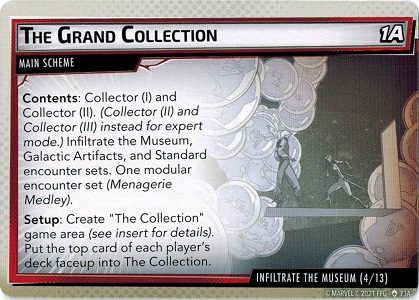 The Grand Collection
1A
Main Scheme
Contents: Collector (I) and
Collector (II). (Collector (II) and
Collector (III) instead for expert
mode.) Infiltrate the Museum,
Galactic Artifacts, and Standard
encounter sets. One modular
encounter set (Menagerie
Medley).
Setup: Create "The Collection"
game area (see insert for details).
Put the top card of each player's
deck faceup into The Collection.
Infiltrate the Museum (4/13)
© MARVEL © 2021 FFG 73A